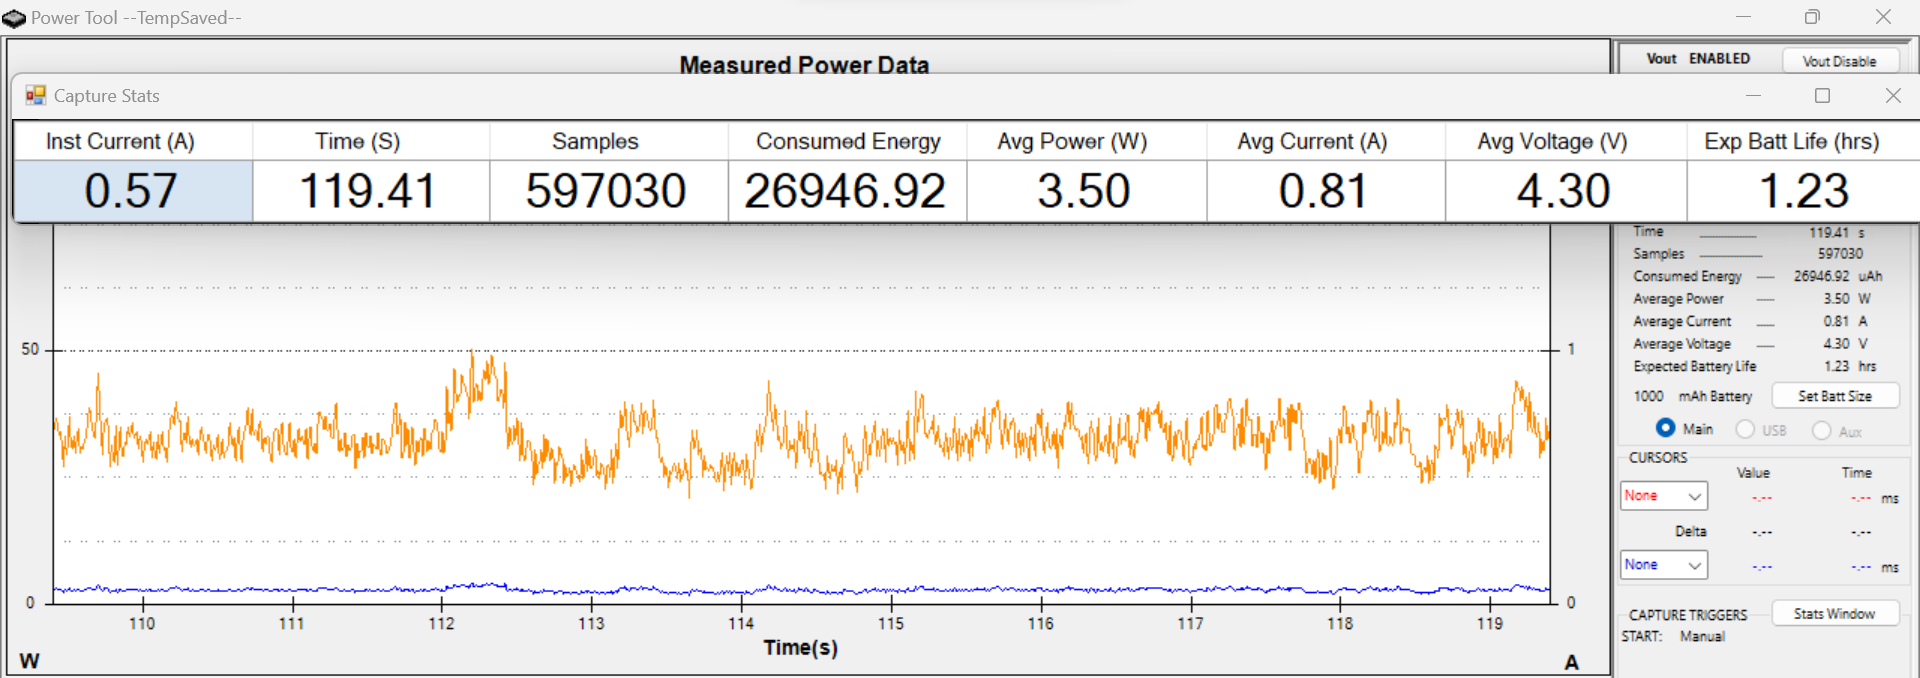 Power Tool --TempSaved--
Measured Power Data
Vout ENABLED
Vout Disable
Capture Stats
Inst Current (A) Time (S) Samples Consumed Energy Avg Power (W) Avg Current (A) Avg Voltage (V) Exp Batt Life (hrs)
0.57 119.41 597030 26946.92 3.50 0.81 4.30 1.23
Time 119.41 s
Samples 597030
Consumed Energy 26946.92 uAh
Average Power 3.50 W
Average Current 0.81 A
Average Voltage 4.30 V
Expected Battery Life 1.23 hrs
1000 mAh Battery Set Batt Size
Main USB Aux
CURSORS
Value Time
None -.-- -.-- ms
Delta -.-- -.--
None -.-- -.-- ms
CAPTURE TRIGGERS Stats Window
START: Manual
50 1
0 0
110 111 112 113 114 115 116 117 118 119
Time(s)
W A